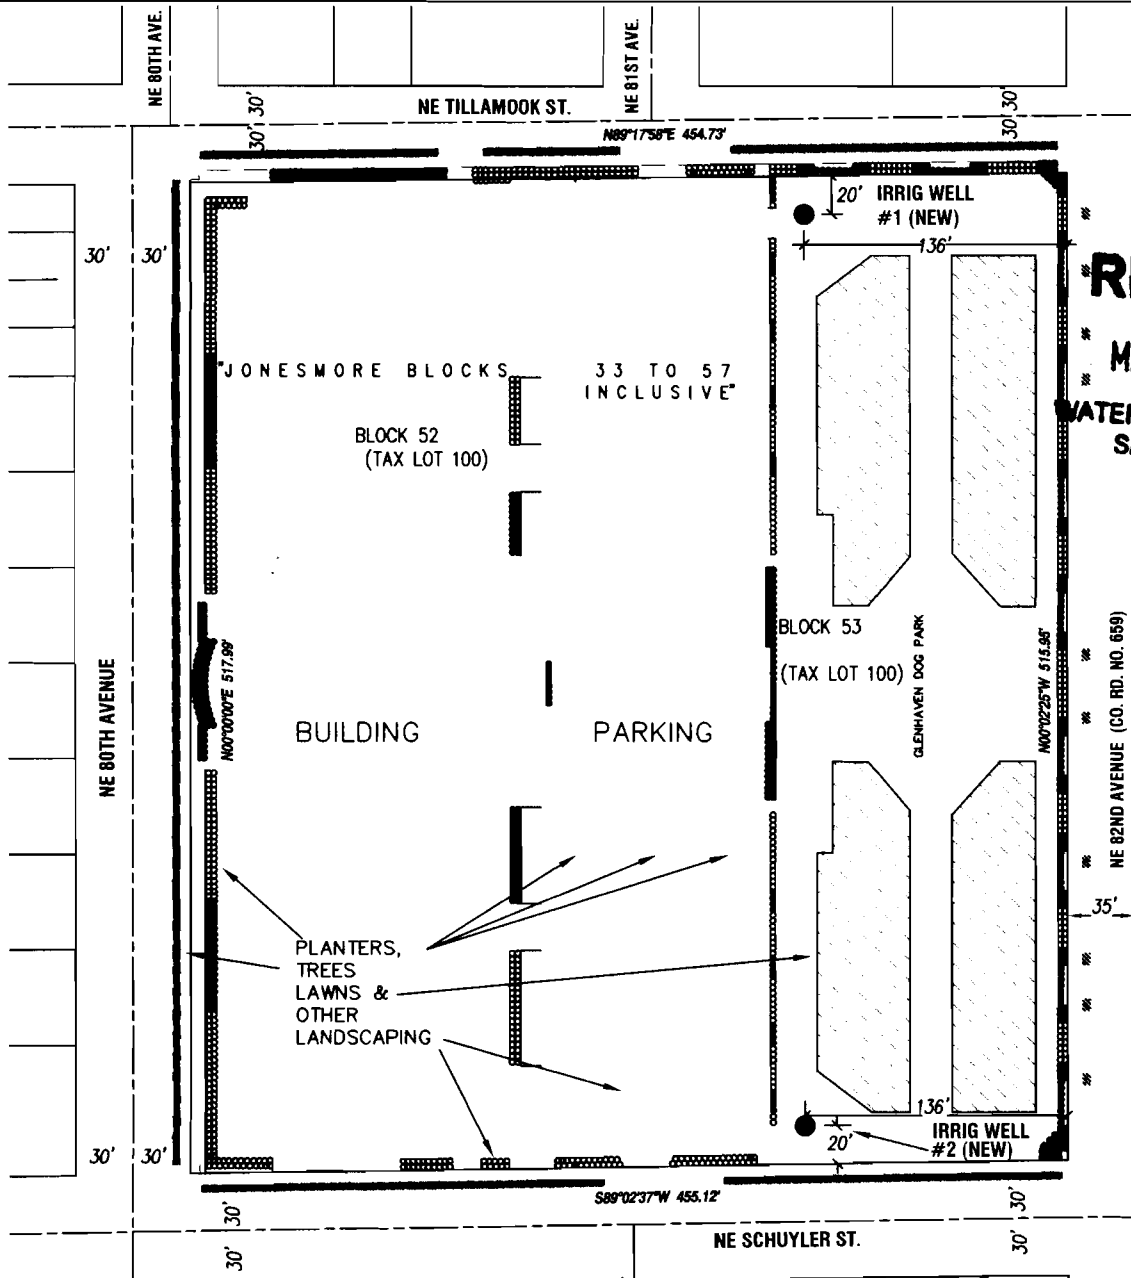 NE 80TH AVE.
NE 81ST AVE.
NE TILLAMOOK ST.
30' 30'
30' 30'
N89°17'58"E 454.73'
20'
IRRIG WELL
#1 (NEW)
136'
30' 30'
"JONESMORE BLOCKS 33 TO 57
INCLUSIVE"
BLOCK 52
(TAX LOT 100)
WATER
BLOCK 53
(TAX LOT 100)
GLENHAVEN DOG PARK
N00°00'00"E 517.99'
N00°02'25"W 515.95'
NE 80TH AVENUE
NE 82ND AVENUE (CO. RD. NO. 659)
BUILDING
PARKING
35'
PLANTERS,
TREES
LAWNS &
OTHER
LANDSCAPING
136'
20'
IRRIG WELL
#2 (NEW)
30' 30'
S89°02'37"W 455.12'
30'
30'
30'
30'
NE SCHUYLER ST.